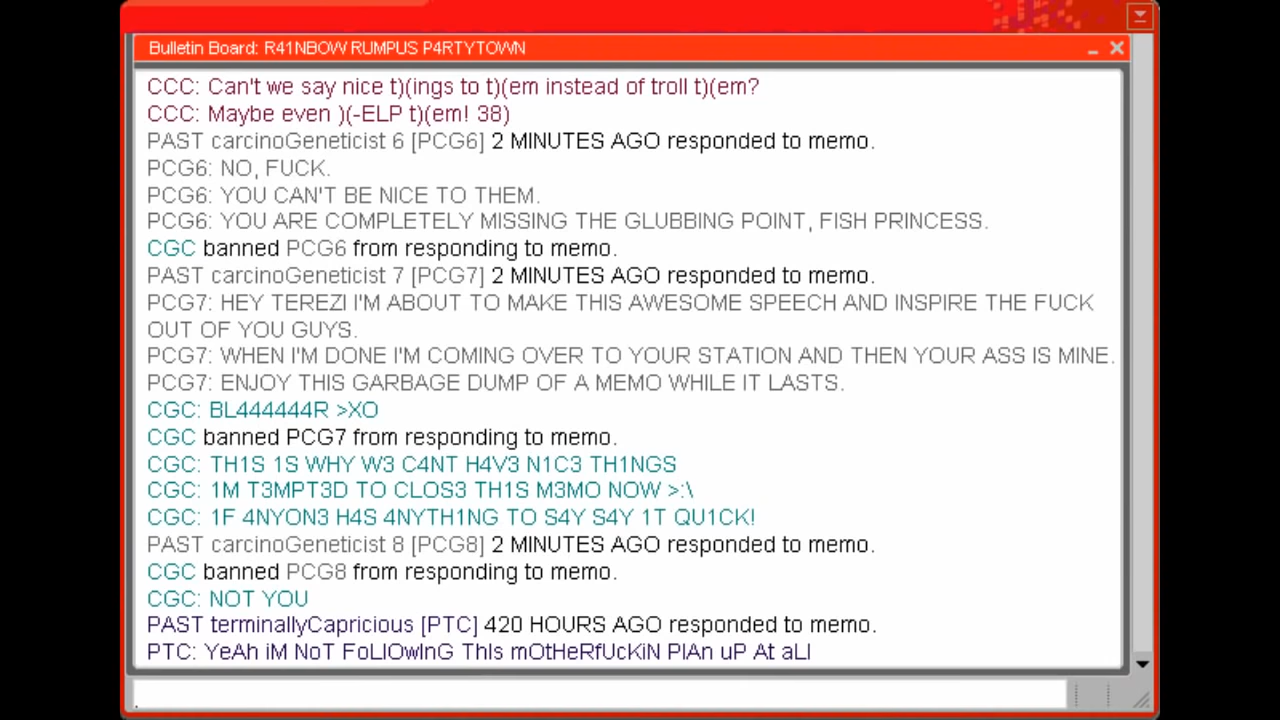 Bulletin Board: R41NBOW RUMPUS P4RTYTOWN
CCC: Can't we say nice t)(ings to t)(em instead of troll t)(em?
CCC: Maybe even )(-ELP t)(em! 38)
PAST carcinoGeneticist 6 [PCG6] 2 MINUTES AGO responded to memo.
PCG6: NO, FUCK.
PCG6: YOU CAN'T BE NICE TO THEM.
PCG6: YOU ARE COMPLETELY MISSING THE GLUBBING POINT, FISH PRINCESS.
CGC banned PCG6 from responding to memo.
PAST carcinoGeneticist 7 [PCG7] 2 MINUTES AGO responded to memo.
PCG7: HEY TEREZI I'M ABOUT TO MAKE THIS AWESOME SPEECH AND INSPIRE THE FUCK
OUT OF YOU GUYS.
PCG7: WHEN I'M DONE I'M COMING OVER TO YOUR STATION AND THEN YOUR ASS IS MINE.
PCG7: ENJOY THIS GARBAGE DUMP OF A MEMO WHILE IT LASTS.
CGC: BL444444R >XO
CGC banned PCG7 from responding to memo.
CGC: TH1S 1S WHY W3 C4NT H4V3 N1C3 TH1NGS
CGC: 1M T3MPT3D TO CLOS3 TH1S M3MO NOW >:\
CGC: 1F 4NYON3 H4S 4NYTH1NG TO S4Y S4Y 1T QU1CK!
PAST carcinoGeneticist 8 [PCG8] 2 MINUTES AGO responded to memo.
CGC banned PCG8 from responding to memo.
CGC: NOT YOU
PAST terminallyCapricious [PTC] 420 HOURS AGO responded to memo.
PTC: YeAh iM NoT FoLlOwInG ThIs mOtHeRfUcKiN PlAn uP At aLl